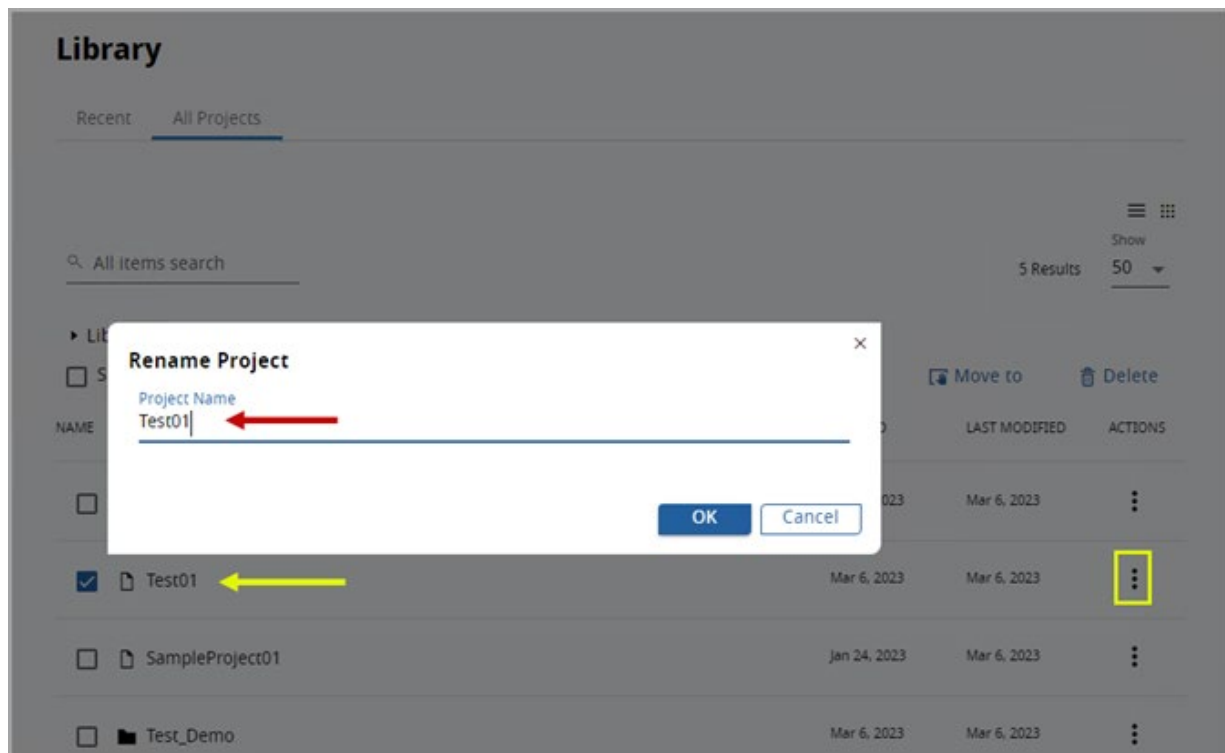 Library
Recent All Projects
Show
All items search 5 Results 50
Lib
S Move to Delete
Rename Project
Project Name
Test01
NAME LAST MODIFIED ACTIONS
OK Cancel
023 Mar 6, 2023
Test01 Mar 6, 2023 Mar 6, 2023
SampleProject01 Jan 24, 2023 Mar 6, 2023
Test_Demo Mar 6, 2023 Mar 6, 2023